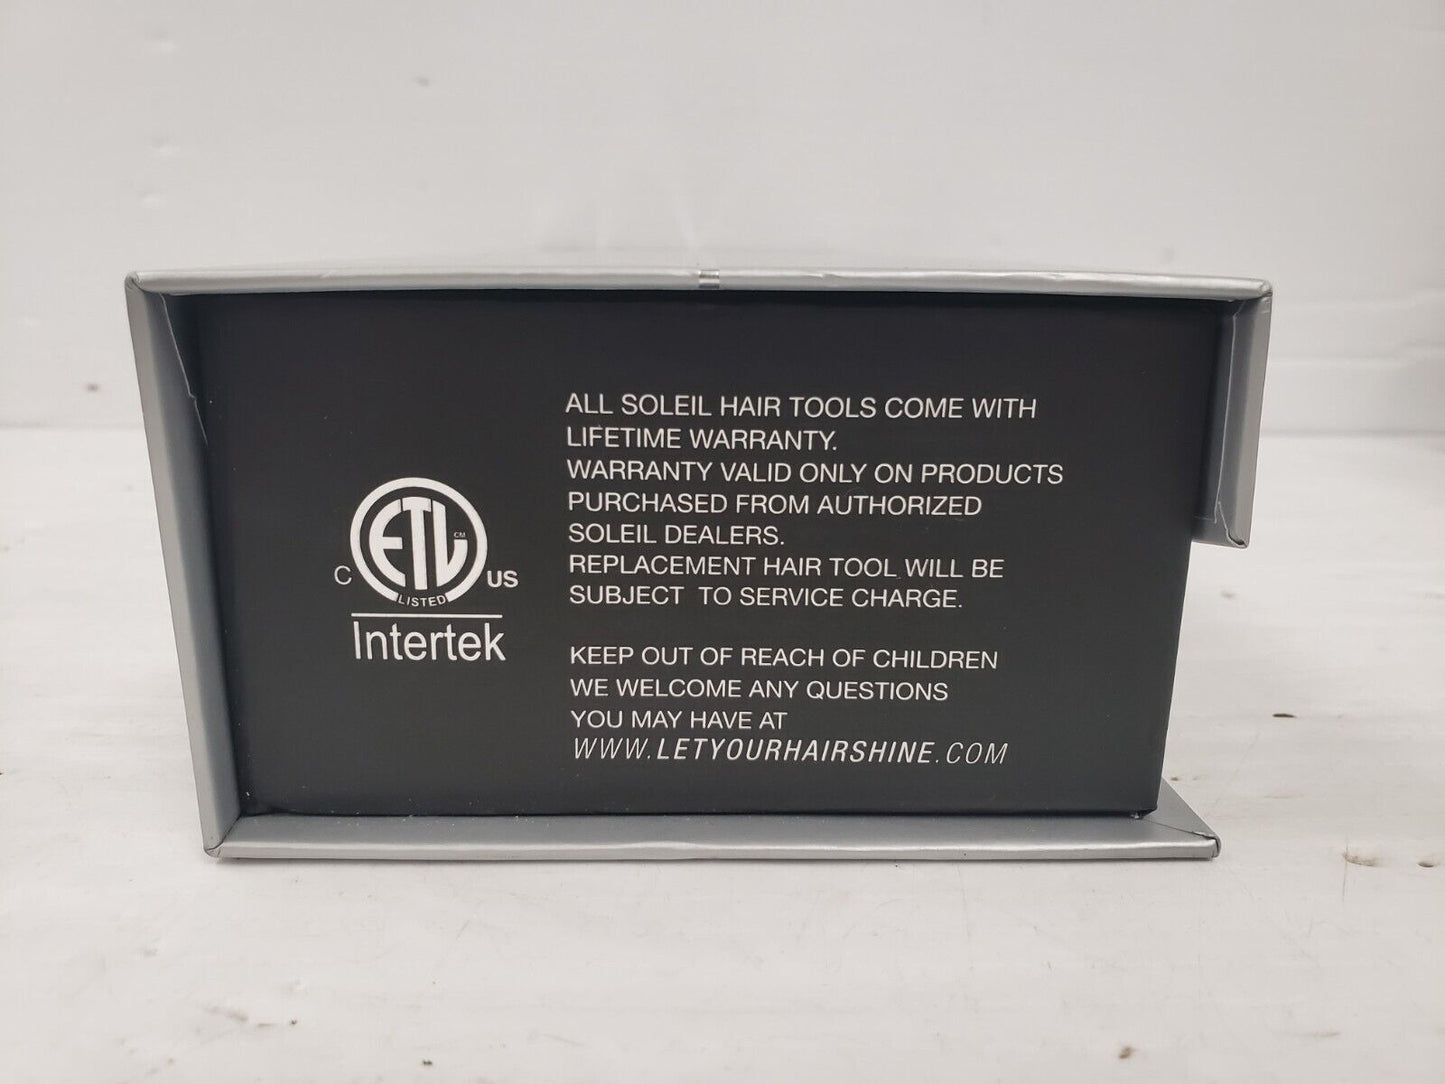 ALL SOLEIL HAIR TOOLS COME WITH
LIFETIME WARRANTY.
WARRANTY VALID ONLY ON PRODUCTS
PURCHASED FROM AUTHORIZED
SOLEIL DEALERS.
REPLACEMENT HAIR TOOL WILL BE
SUBJECT TO SERVICE CHARGE.
KEEP OUT OF REACH OF CHILDREN
WE WELCOME ANY QUESTIONS
YOU MAY HAVE AT
WWW.LETYOURHAIRSHINE.COM
ETL CM
C US
LISTED
Intertek